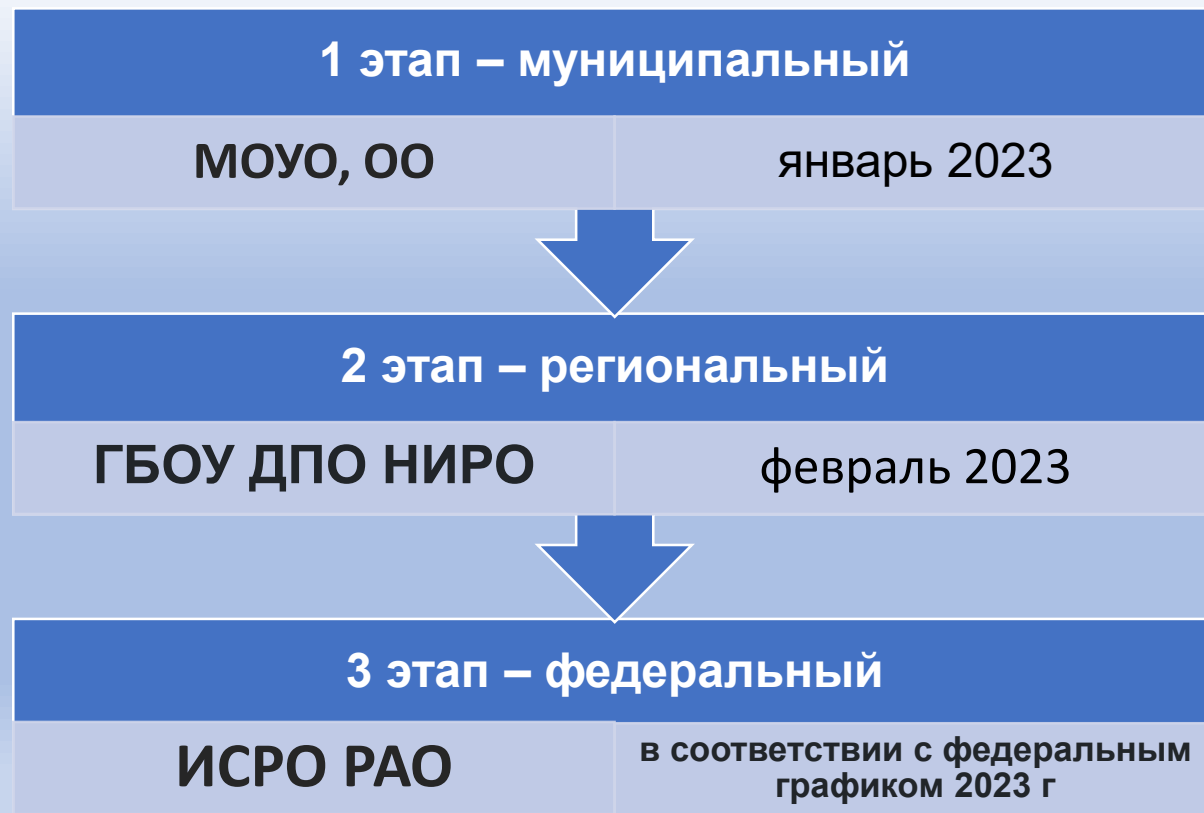 1 этап – муниципальный
МОУО, ОО
январь 2023
2 этап – региональный
ГБОУ ДПО НИРО
февраль 2023
3 этап – федеральный
ИСРО РАО
в соответствии с федеральным
графиком 2023 г